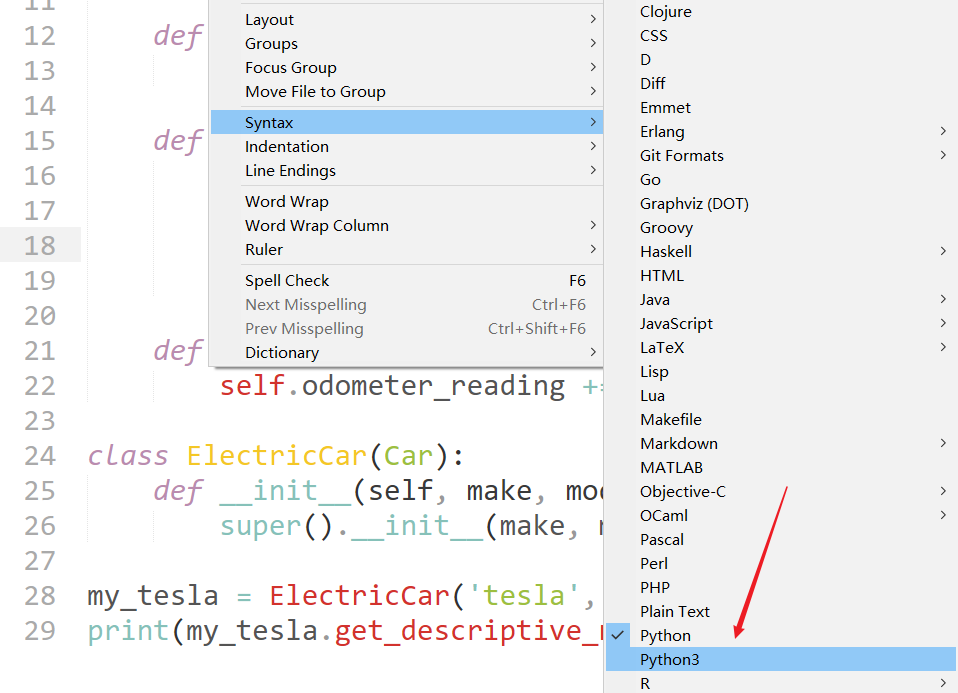 11
12 def
13
14
15 def
16
17
18
19
20
21 def
22 self.odometer_reading +=
23
24 class ElectricCar(Car):
25 def __init__(self, make,
26 super().__init__(make,
27
28 my_tesla = ElectricCar('tesla',
29 print(my_tesla.get_descriptive_
Layout
Groups
Focus Group
Move File to Group
Syntax
Indentation
Line Endings
Word Wrap
Word Wrap Column
Ruler
Spell Check F6
Next Misspelling Ctrl+F6
Prev Misspelling Ctrl+Shift+F6
Dictionary
Clojure
CSS
D
Diff
Emmet
Erlang
Git Formats
Go
Graphviz (DOT)
Groovy
Haskell
HTML
Java
JavaScript
LaTeX
Lisp
Lua
Makefile
Markdown
MATLAB
Objective-C
OCaml
Pascal
Perl
PHP
Plain Text
Python
Python3
R